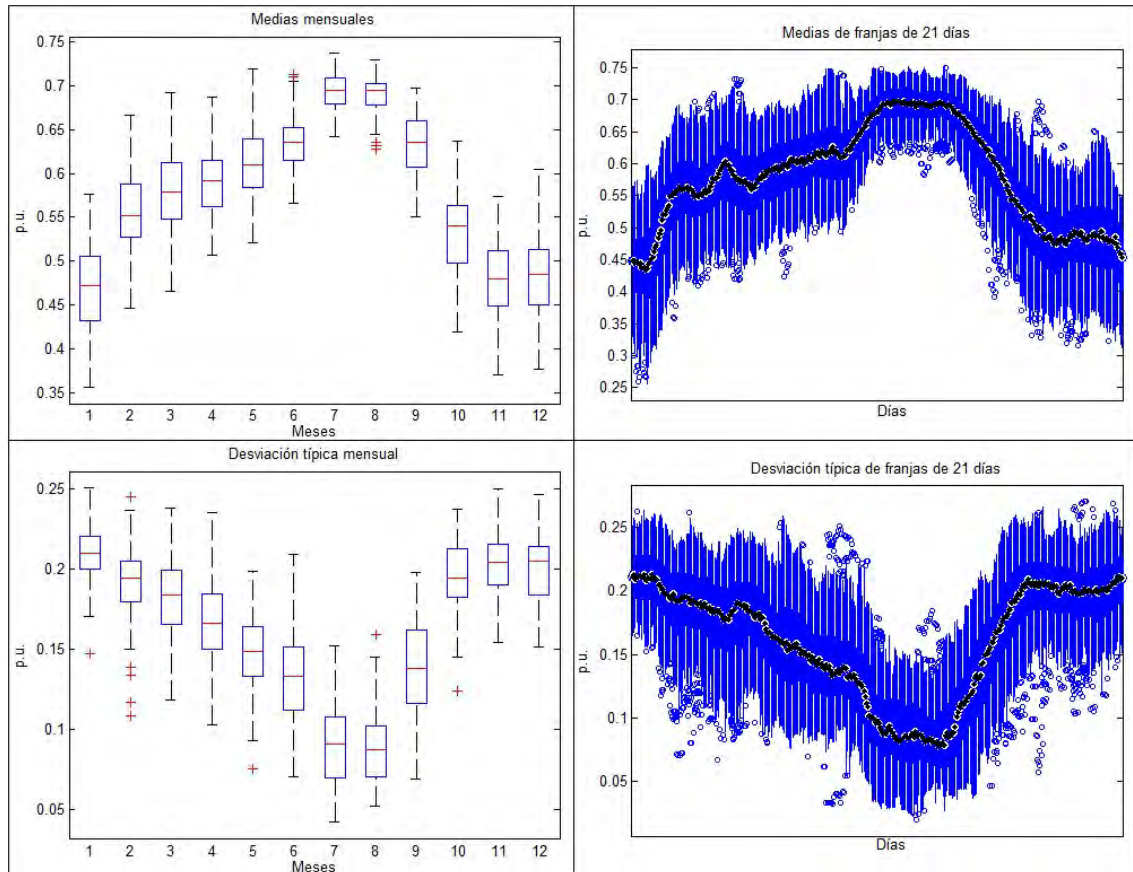 Medias mensuales
0.75
0.7
0.65
0.6
0.55
0.5
0.45
0.4
0.35
p.u.
1 2 3 4 5 6 7 8 9 10 11 12
Meses
Medias de franjas de 21 días
0.75
0.7
0.65
0.6
0.55
0.5
0.45
0.4
0.35
0.3
0.25
p.u.
Días
Desviación típica mensual
0.25
0.2
0.15
0.1
0.05
p.u.
1 2 3 4 5 6 7 8 9 10 11 12
Meses
Desviación típica de franjas de 21 días
0.25
0.2
0.15
0.1
0.05
p.u.
Días